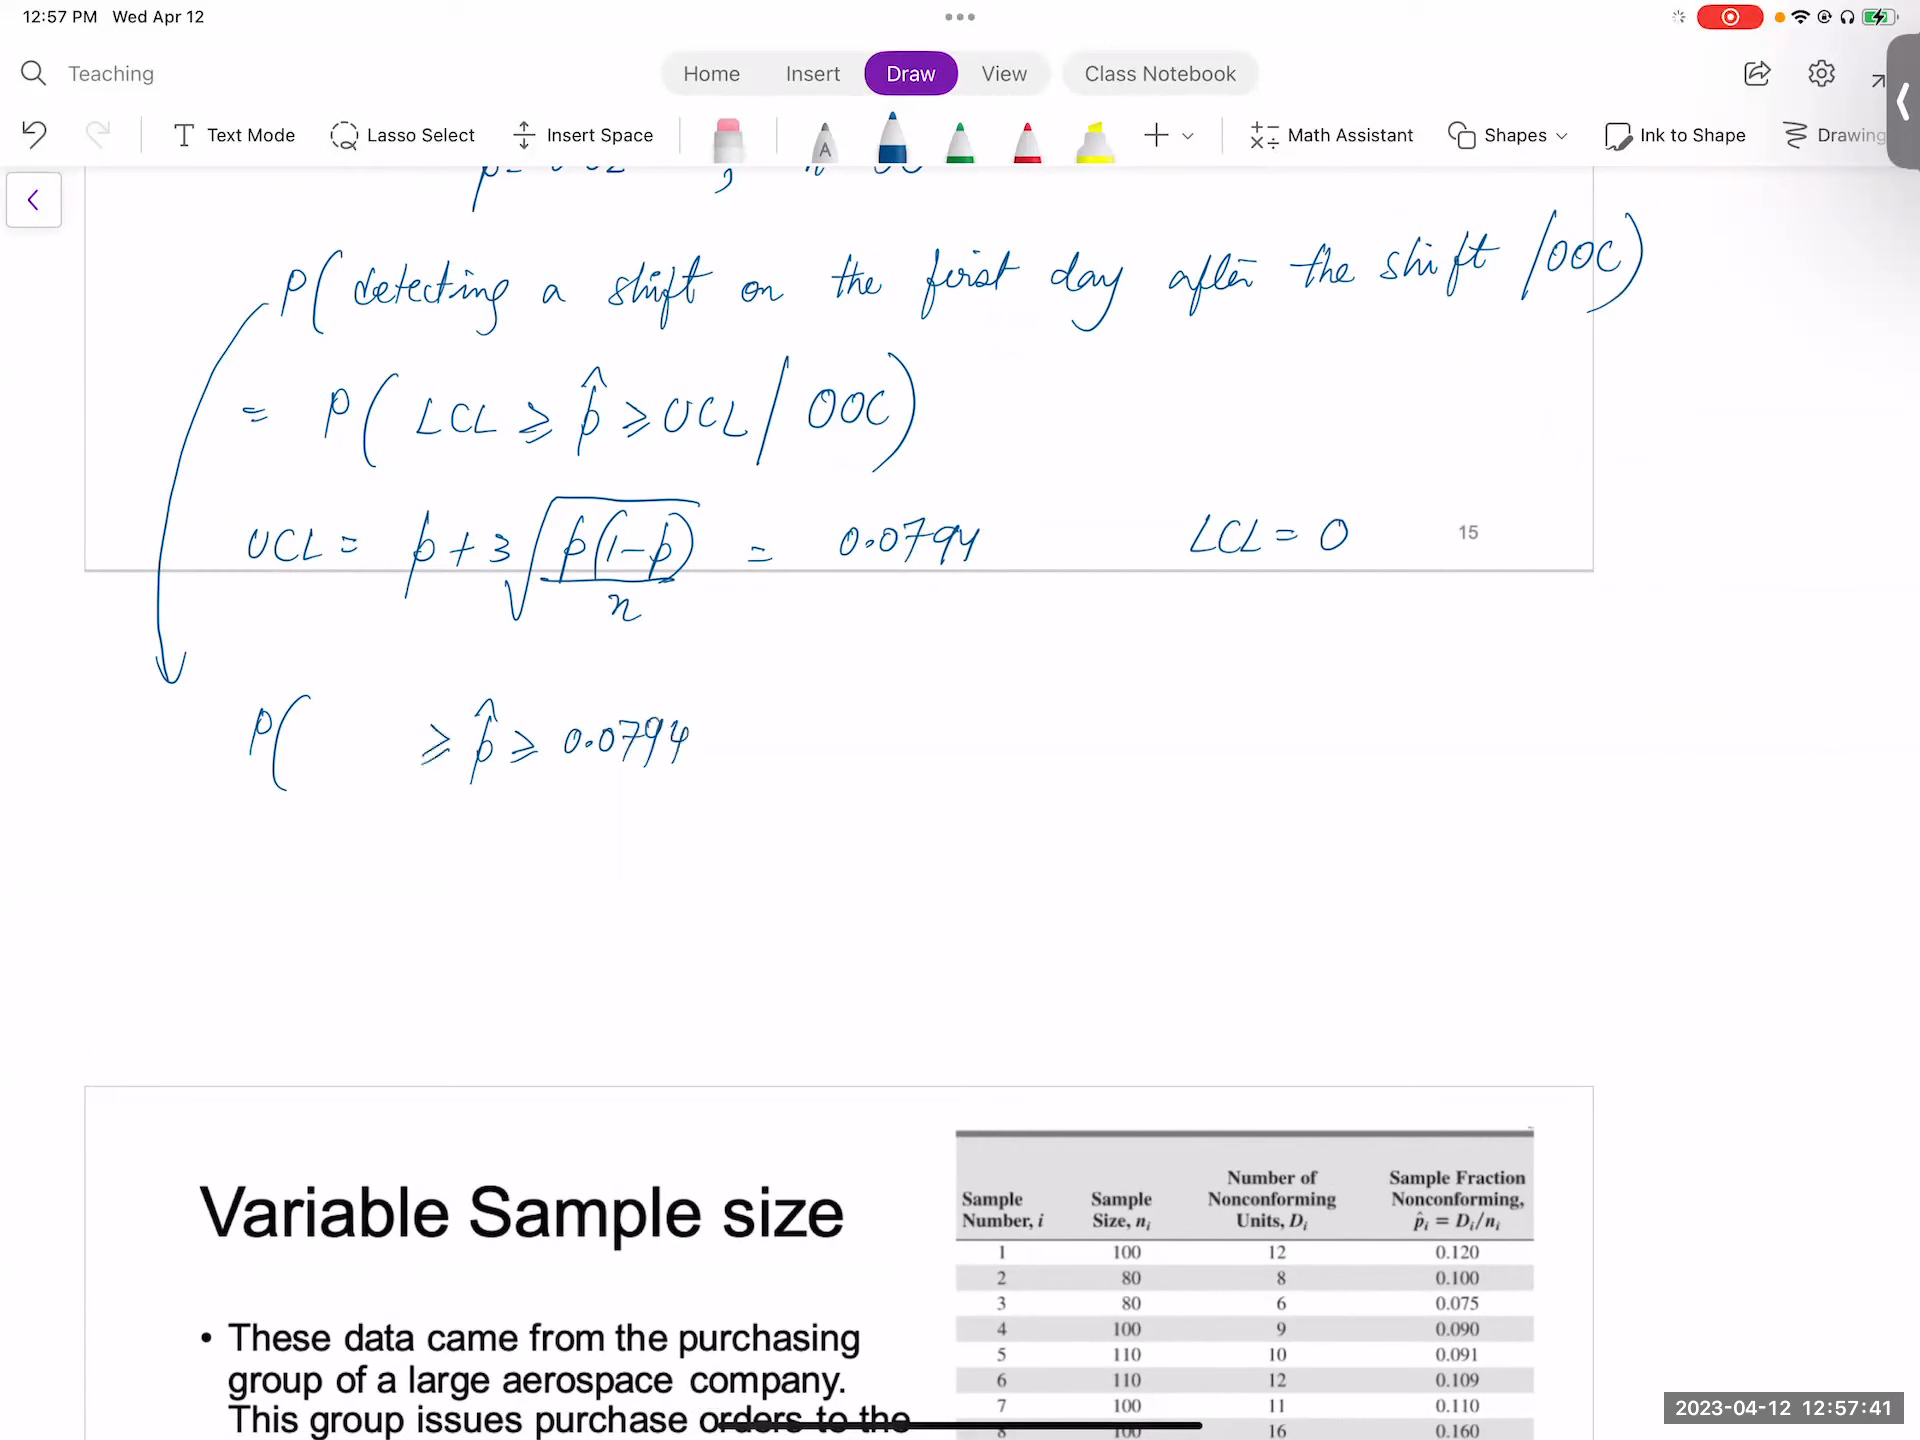 12:57 PM Wed Apr 12
Teaching
Home Insert Draw View Class Notebook
T Text Mode Lasso Select Insert Space A Math Assistant Shapes Ink to Shape Drawing
P( detecting a shift on the first day after the shift / OOC)
= P( LCL ≥ p̂ ≥ UCL / OOC)
UCL = p + 3 √(p(1-p)/n) = 0.0794 LCL = 0 15
P( ≥ p̂ ≥ 0.0794
Variable Sample size
• These data came from the purchasing
group of a large aerospace company.
This group issues purchase orders to the
Sample Number, i Sample Size, nᵢ Number of Nonconforming Units, Dᵢ Sample Fraction Nonconforming, p̂ᵢ = Dᵢ/nᵢ
1 100 12 0.120
2 80 8 0.100
3 80 6 0.075
4 100 9 0.090
5 110 10 0.091
6 110 12 0.109
7 100 11 0.110
8 100 16 0.160
2023-04-12 12:57:41